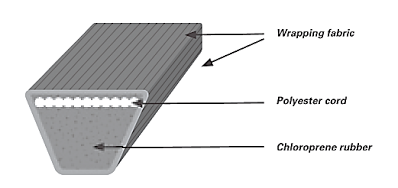 Wrapping fabric
Polyester cord
Chloroprene rubber